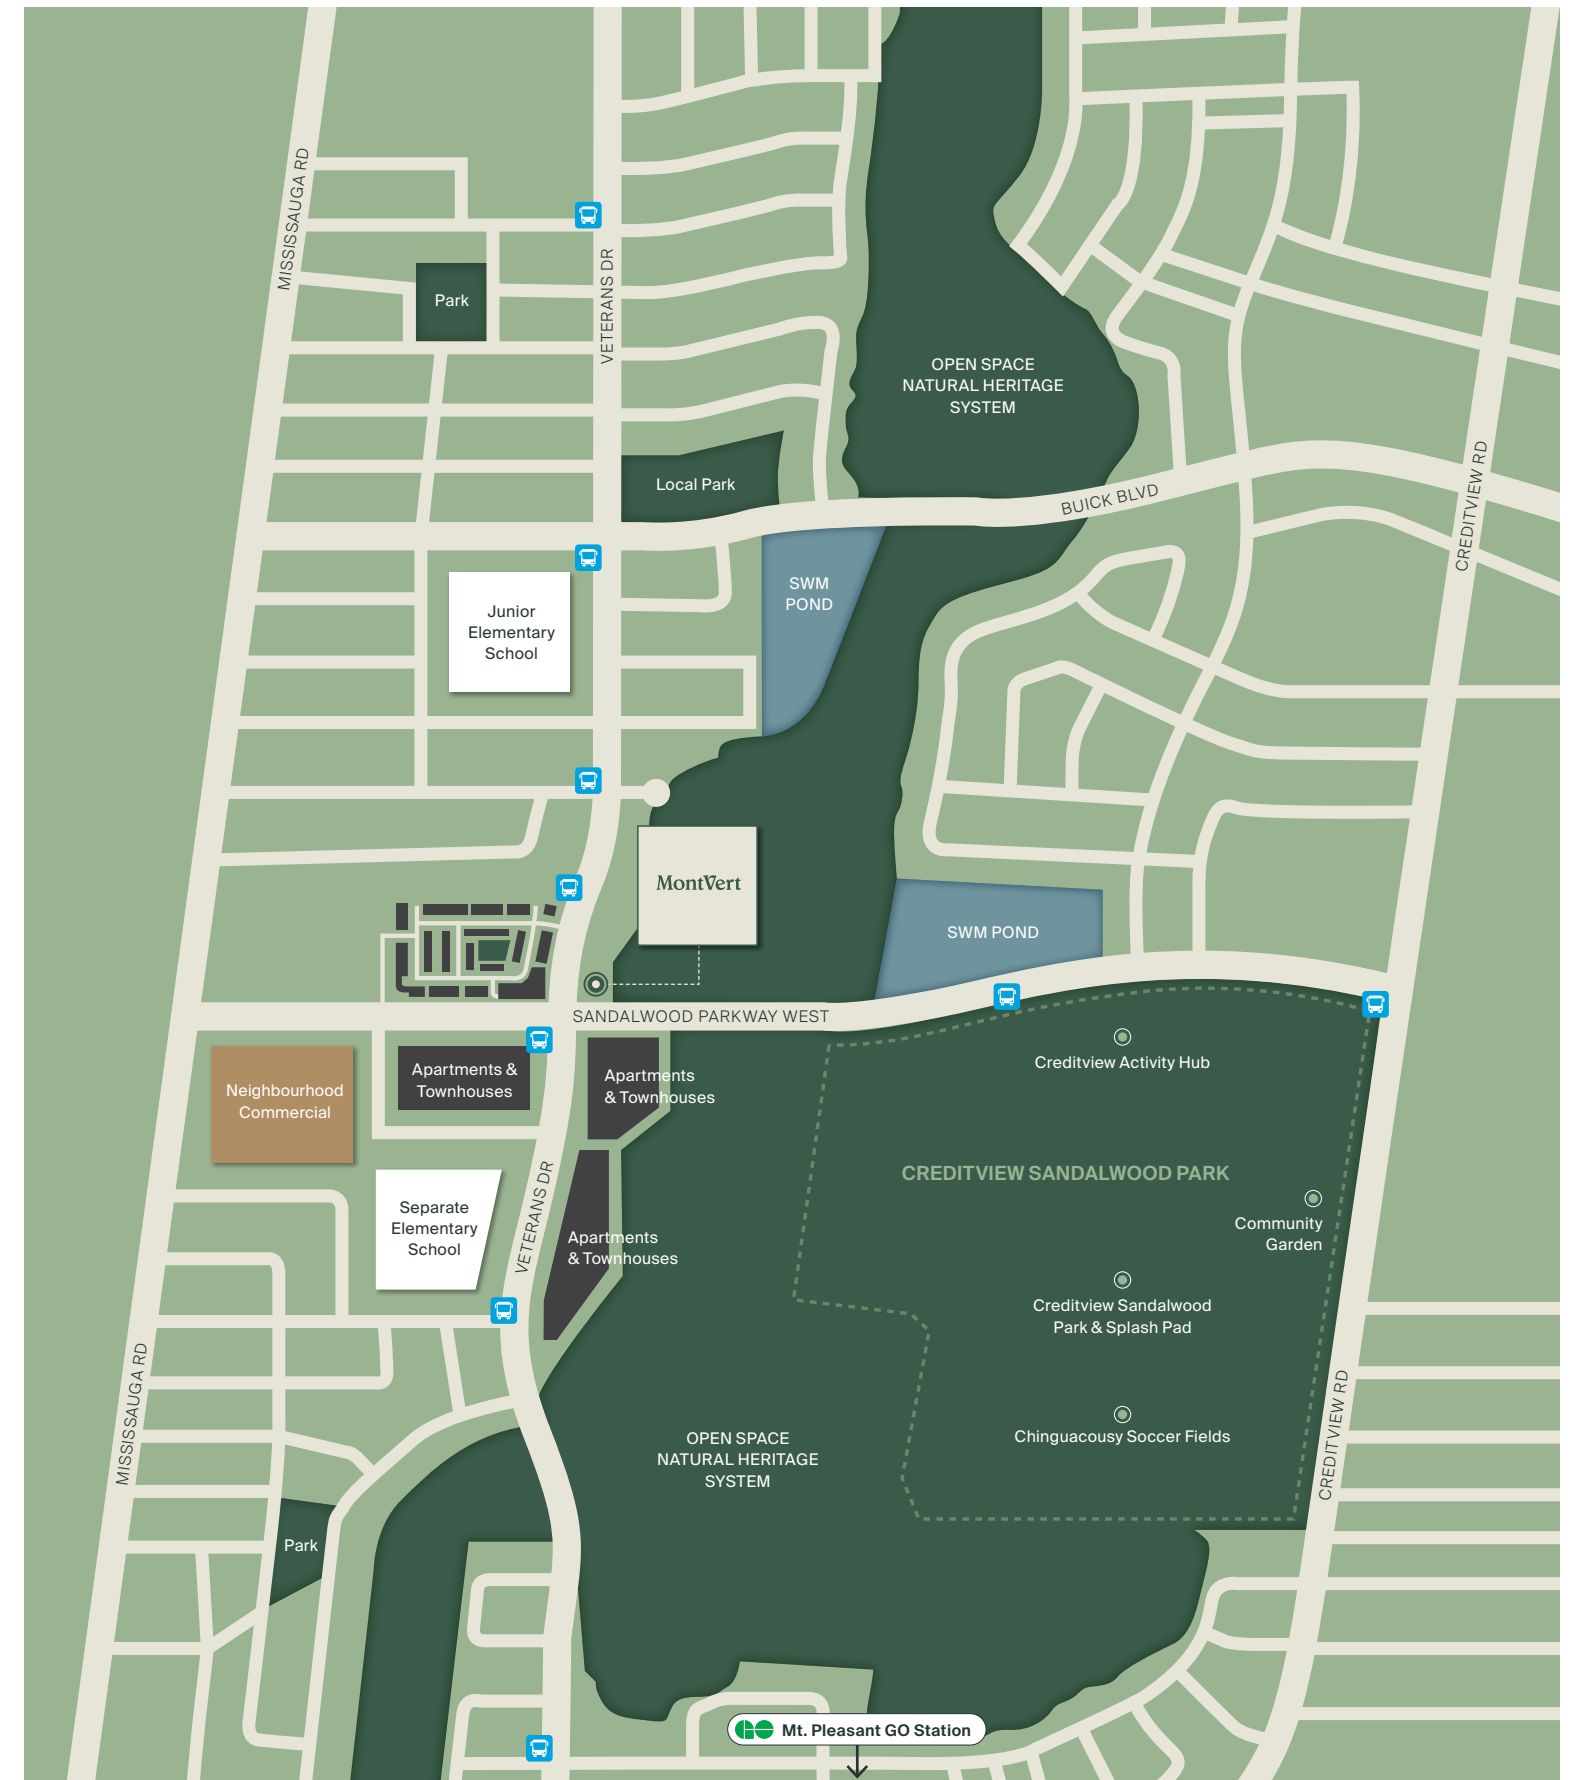 MISSISSAUGA RD
VETERANS DR
Park
OPEN SPACE
NATURAL HERITAGE
SYSTEM
Local Park
BUICK BLVD
CREDITVIEW RD
SWM
POND
Junior
Elementary
School
MontVert
SWM POND
SANDALWOOD PARKWAY WEST
Creditview Activity Hub
Neighbourhood
Commercial
Apartments &
Townhouses
Apartments
& Townhouses
CREDITVIEW SANDALWOOD PARK
Separate
Elementary
School
VETERANS DR
Apartments
& Townhouses
Community
Garden
Creditview Sandalwood
Park & Splash Pad
MISSISSAUGA RD
CREDITVIEW RD
OPEN SPACE
NATURAL HERITAGE
SYSTEM
Chinguacousy Soccer Fields
Park
GO
Mt. Pleasant GO Station